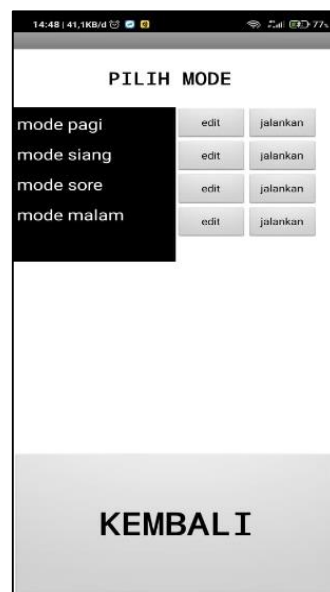 14:48 | 41,1KB/d
77%
PILIH MODE
mode pagi edit jalankan
mode siang edit jalankan
mode sore edit jalankan
mode malam edit jalankan
KEMBALI